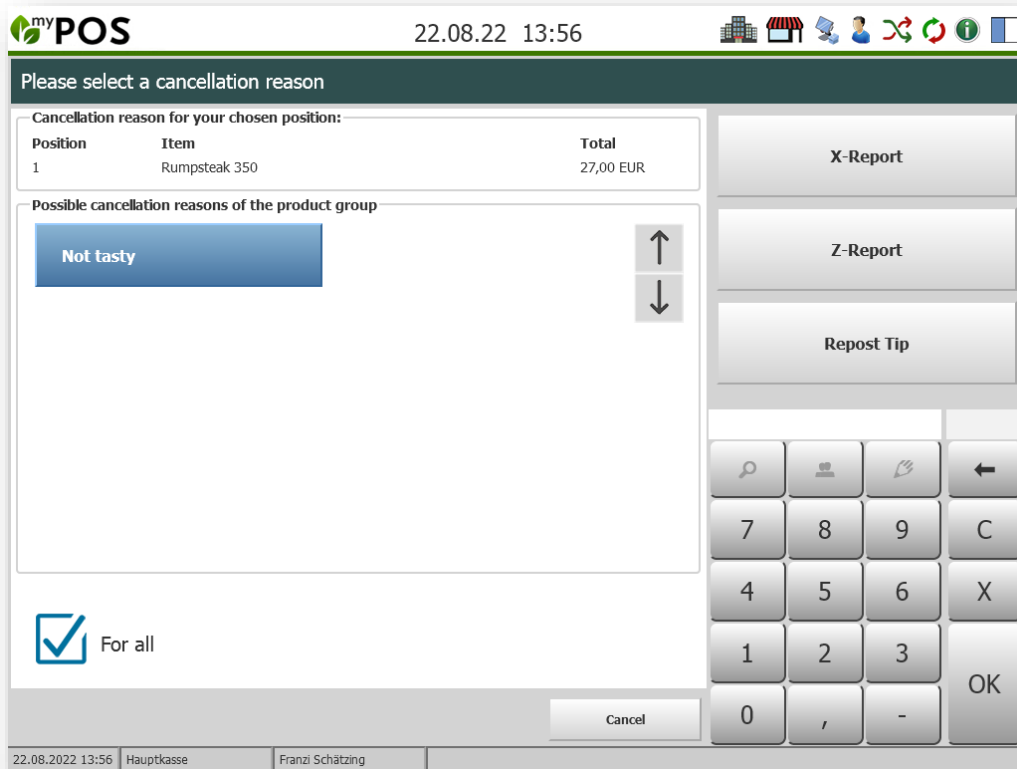 myPOS 22.08.22 13:56
Please select a cancellation reason
Cancellation reason for your chosen position:
Position Item Total
1 Rumpsteak 350 27,00 EUR
Possible cancellation reasons of the product group
Not tasty
For all
Cancel
X-Report
Z-Report
Repost Tip
7 8 9 C
4 5 6 X
1 2 3
OK
0 , -
22.08.2022 13:56 Hauptkasse Franzi Schätzing